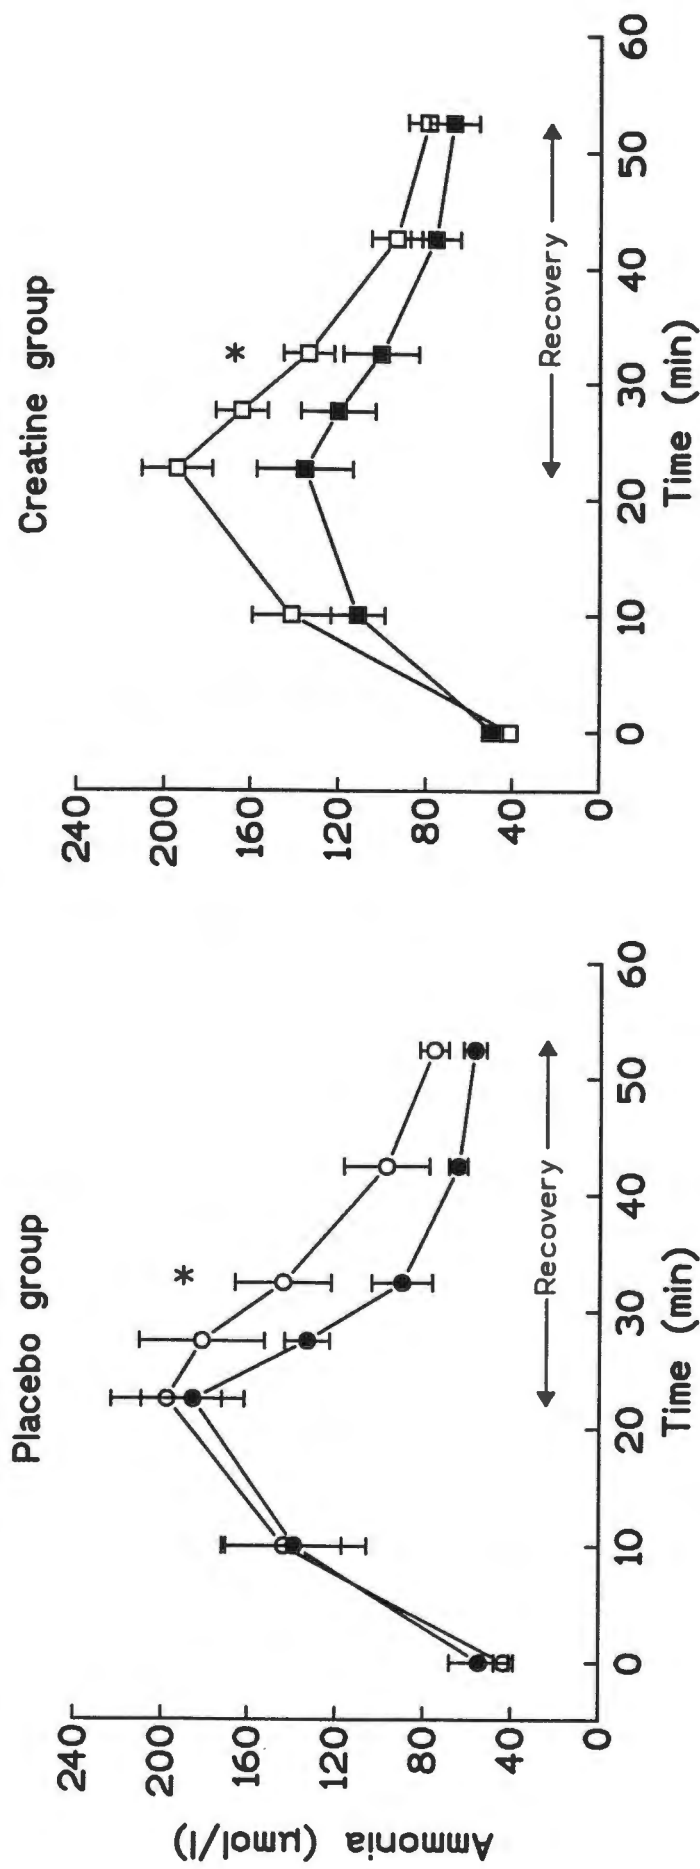 Placebo group
Creatine group
Ammonia (μmol/l)
240
200
160
120
80
40
0
*
Recovery
0 10 20 30 40 50 60
Time (min)
240
200
160
120
80
40
0
*
Recovery
0 10 20 30 40 50 60
Time (min)